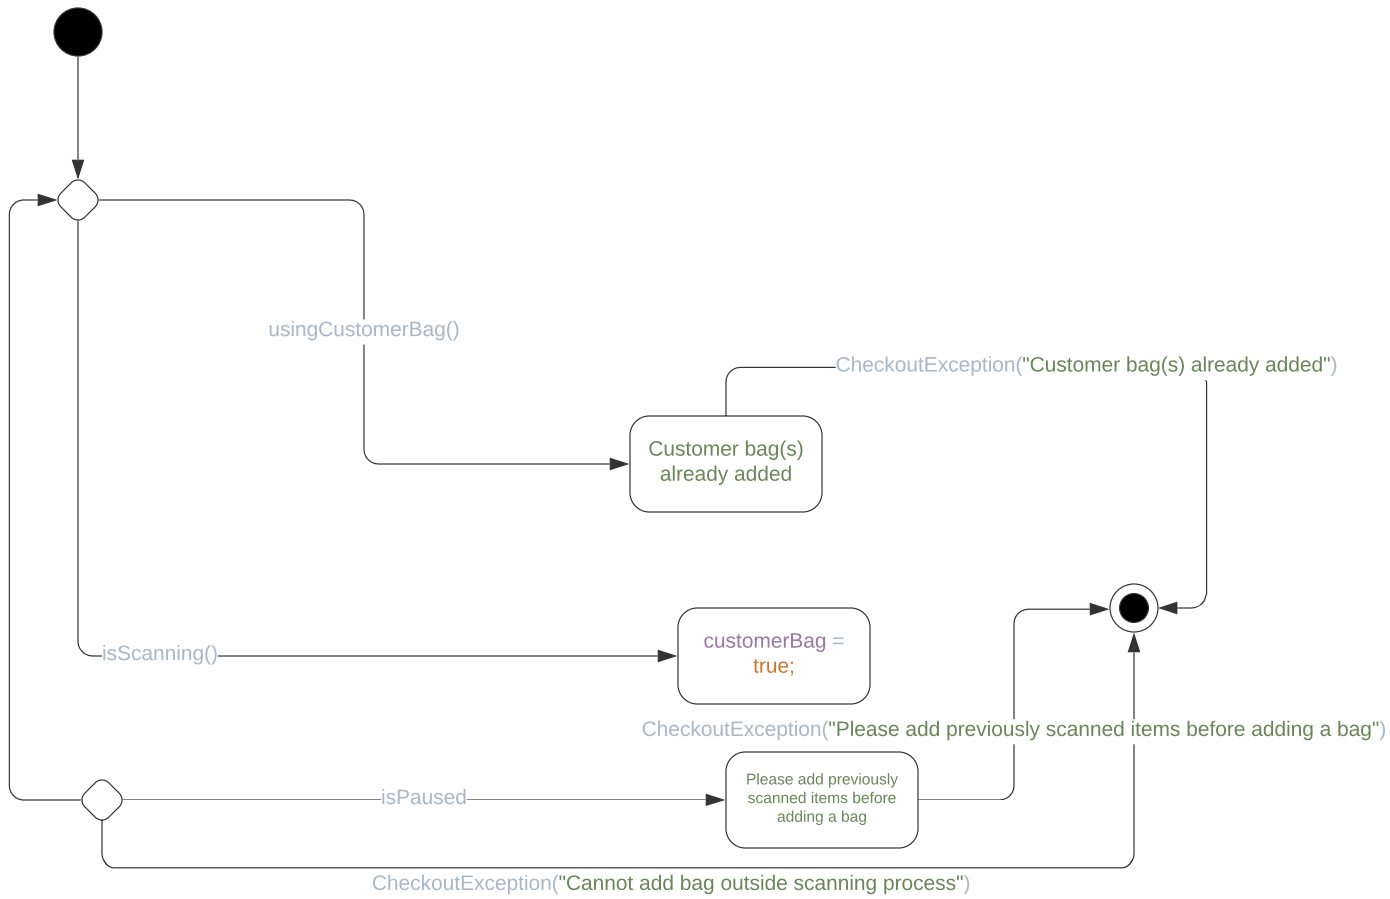 usingCustomerBag()
CheckoutException("Customer bag(s) already added")
Customer bag(s)
already added
isScanning()
customerBag =
true;
CheckoutException("Please add previously scanned items before adding a bag")
isPaused
Please add previously
scanned items before
adding a bag
CheckoutException("Cannot add bag outside scanning process")